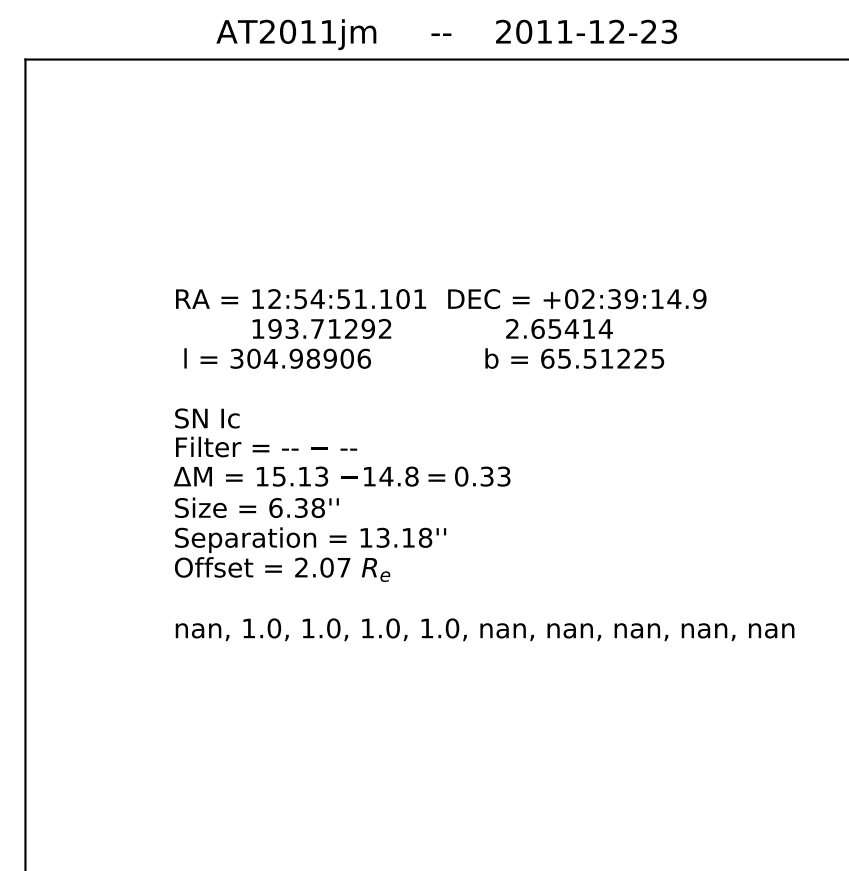 AT2011jm -- 2011-12-23
RA = 12:54:51.101 DEC = +02:39:14.9
193.71292 2.65414
l = 304.98906 b = 65.51225
SN Ic
Filter = -- − --
ΔM = 15.13 −14.8 = 0.33
Size = 6.38''
Separation = 13.18''
Offset = 2.07 Rₑ
nan, 1.0, 1.0, 1.0, 1.0, nan, nan, nan, nan, nan